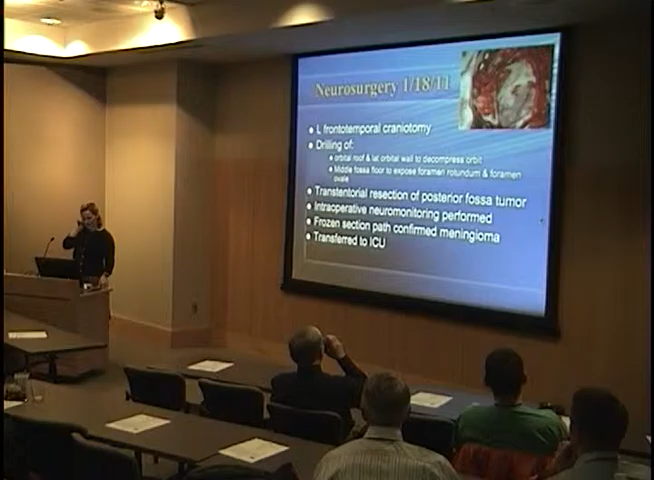 Neurosurgery 1/18/11
L frontotemporal craniotomy
Drilling of:
orbital roof & lat orbital wall to decompress orbit
Middle fossa floor to expose foramen rotundum & foramen
ovale
Transtentorial resection of posterior fossa tumor
Intraoperative neuromonitoring performed
Frozen section path confirmed meningioma
Transferred to ICU